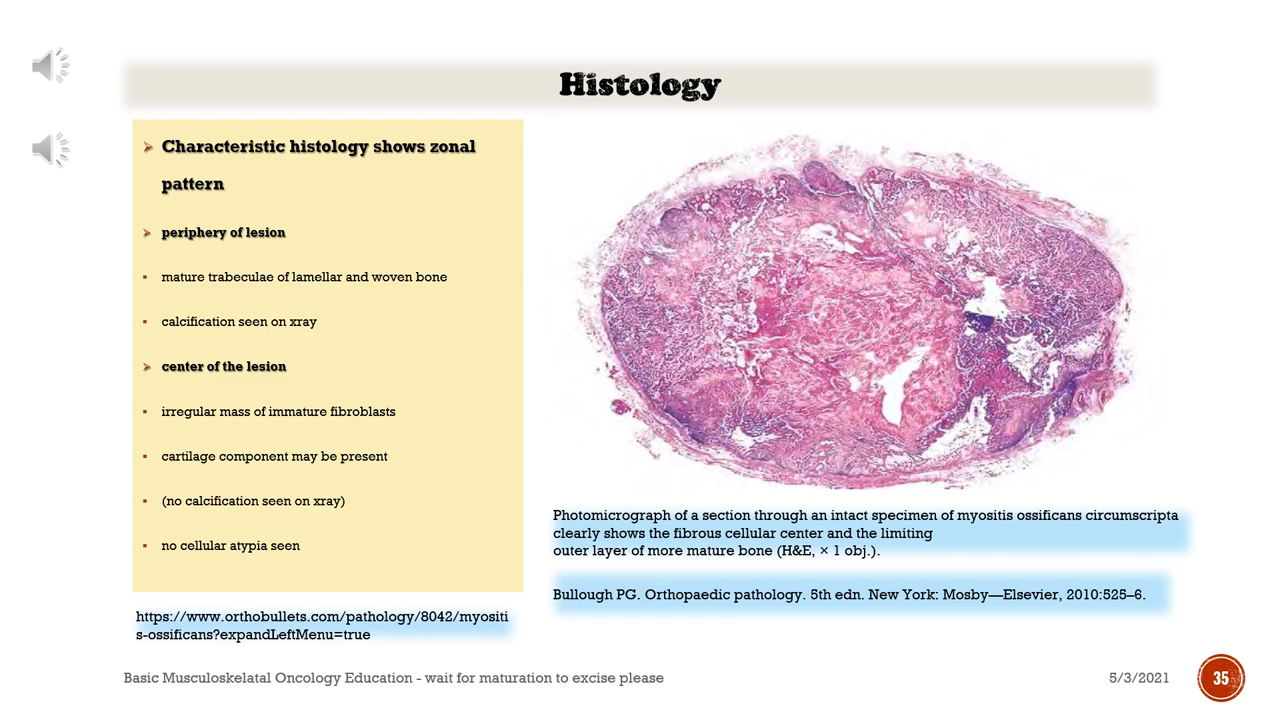 Histology
Characteristic histology shows zonal
pattern
periphery of lesion
mature trabeculae of lamellar and woven bone
calcification seen on xray
center of the lesion
irregular mass of immature fibroblasts
cartilage component may be present
(no calcification seen on xray)
no cellular atypia seen
https://www.orthobullets.com/pathology/8042/myositi
s-ossificans?expandLeftMenu=true
Photomicrograph of a section through an intact specimen of myositis ossificans circumscripta
clearly shows the fibrous cellular center and the limiting
outer layer of more mature bone (H&E, × 1 obj.).
Bullough PG. Orthopaedic pathology. 5th edn. New York: Mosby—Elsevier, 2010:525–6.
Basic Musculoskelatal Oncology Education - wait for maturation to excise please
5/3/2021
35